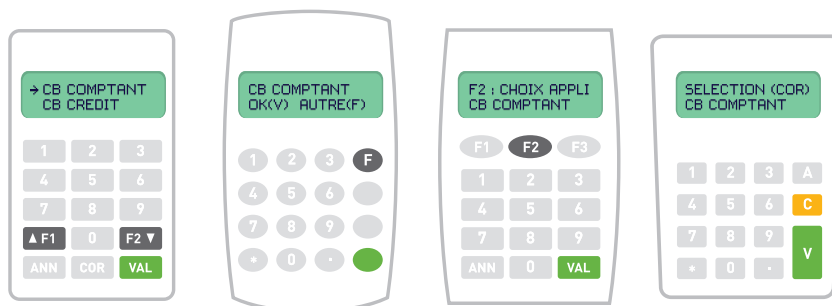 → CB COMPTANT
CB CREDIT
1 2 3
4 5 6
7 8 9
▲ F1 0 F2 ▼
ANN COR VAL
CB COMPTANT
OK(V) AUTRE(F)
1 2 3 F
4 5 6
7 8 9
* 0 ·
F2 : CHOIX APPLI
CB COMPTANT
F1 F2 F3
1 2 3
4 5 6
7 8 9
ANN 0 VAL
SELECTION (COR)
CB COMPTANT
1 2 3 A
4 5 6 C
7 8 9 V
* 0 ·